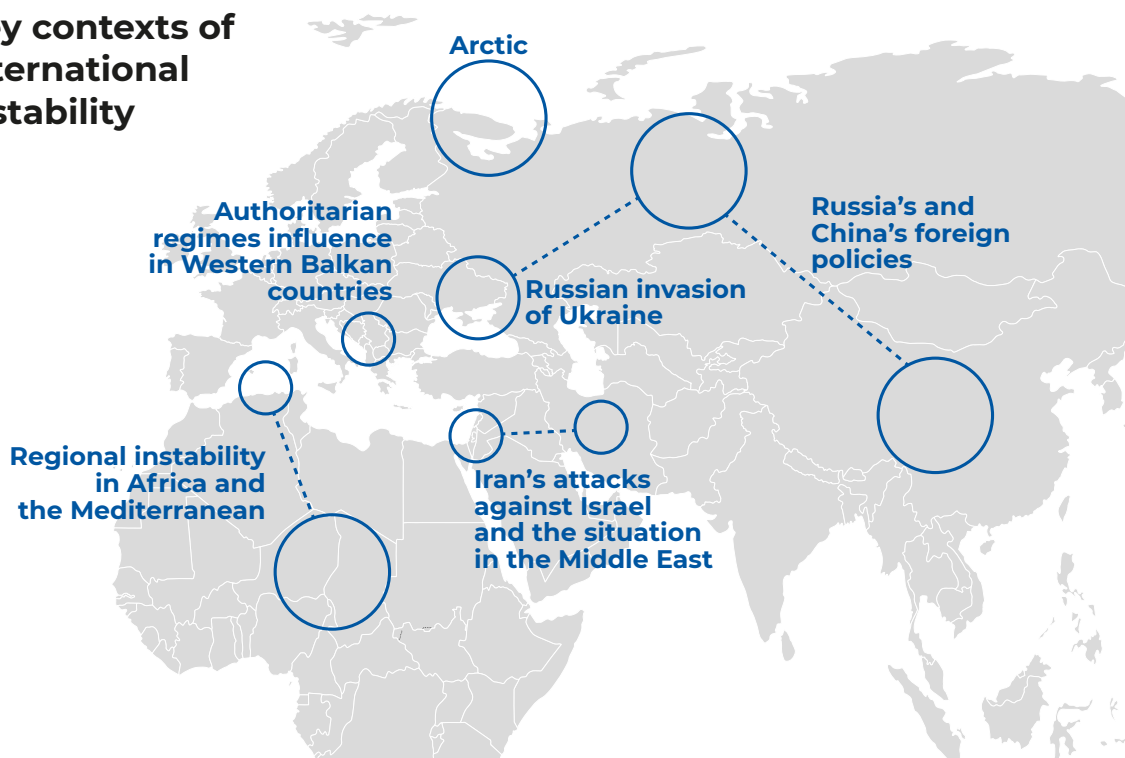 y contexts of
ternational
stability
Arctic
Authoritarian
regimes influence
in Western Balkan
countries
Russia’s and
China’s foreign
policies
Russian invasion
of Ukraine
Regional instability
in Africa and
the Mediterranean
Iran’s attacks
against Israel
and the situation
in the Middle East